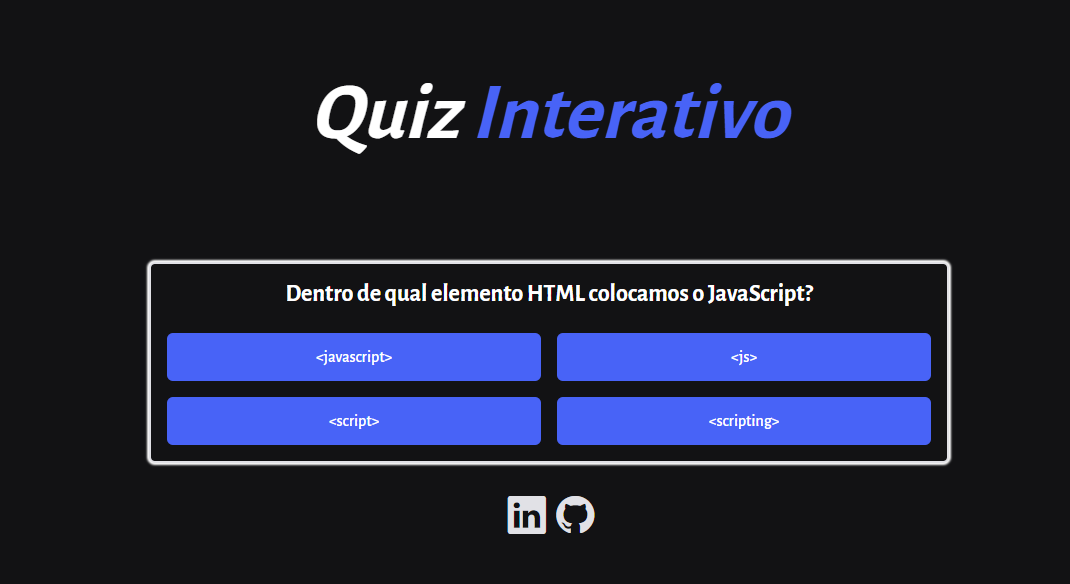 Quiz Interativo
Dentro de qual elemento HTML colocamos o JavaScript?
<javascript>
<js>
<script>
<scripting>
in